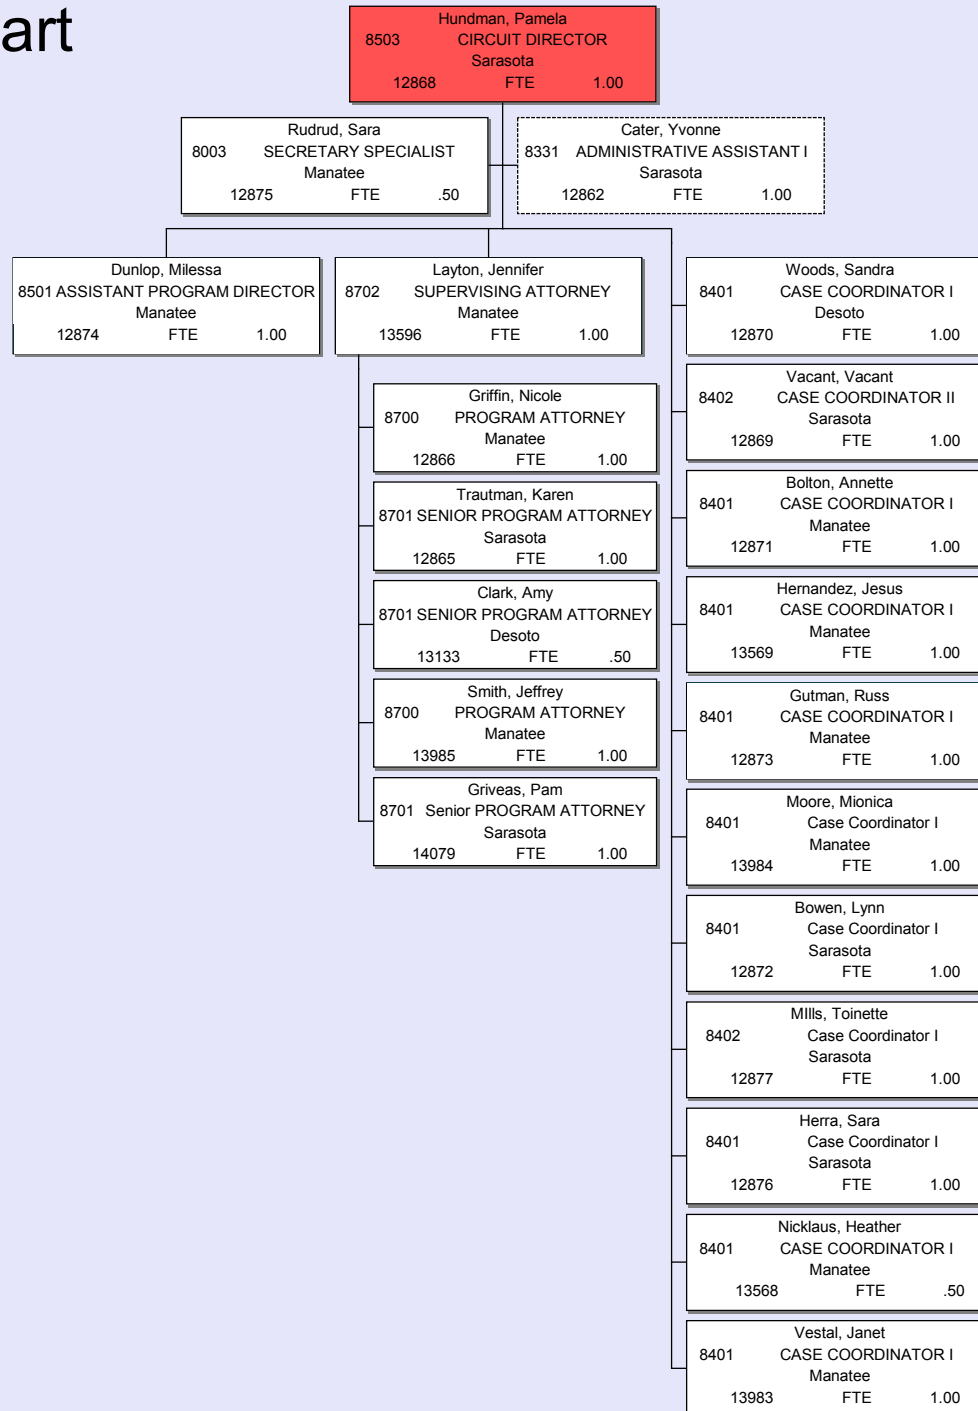 art
Hundman, Pamela
8503 CIRCUIT DIRECTOR
Sarasota
12868 FTE 1.00
Rudrud, Sara
8003 SECRETARY SPECIALIST
Manatee
12875 FTE .50
Cater, Yvonne
8331 ADMINISTRATIVE ASSISTANT I
Sarasota
12862 FTE 1.00
Dunlop, Milessa
8501 ASSISTANT PROGRAM DIRECTOR
Manatee
12874 FTE 1.00
Layton, Jennifer
8702 SUPERVISING ATTORNEY
Manatee
13596 FTE 1.00
Griffin, Nicole
8700 PROGRAM ATTORNEY
Manatee
12866 FTE 1.00
Trautman, Karen
8701 SENIOR PROGRAM ATTORNEY
Sarasota
12865 FTE 1.00
Clark, Amy
8701 SENIOR PROGRAM ATTORNEY
Desoto
13133 FTE .50
Smith, Jeffrey
8700 PROGRAM ATTORNEY
Manatee
13985 FTE 1.00
Griveas, Pam
8701 Senior PROGRAM ATTORNEY
Sarasota
14079 FTE 1.00
Woods, Sandra
8401 CASE COORDINATOR I
Desoto
12870 FTE 1.00
Vacant, Vacant
8402 CASE COORDINATOR II
Sarasota
12869 FTE 1.00
Bolton, Annette
8401 CASE COORDINATOR I
Manatee
12871 FTE 1.00
Hernandez, Jesus
8401 CASE COORDINATOR I
Manatee
13569 FTE 1.00
Gutman, Russ
8401 CASE COORDINATOR I
Manatee
12873 FTE 1.00
Moore, Mionica
8401 Case Coordinator I
Manatee
13984 FTE 1.00
Bowen, Lynn
8401 Case Coordinator I
Sarasota
12872 FTE 1.00
MIlls, Toinette
8402 Case Coordinator I
Sarasota
12877 FTE 1.00
Herra, Sara
8401 Case Coordinator I
Sarasota
12876 FTE 1.00
Nicklaus, Heather
8401 CASE COORDINATOR I
Manatee
13568 FTE .50
Vestal, Janet
8401 CASE COORDINATOR I
Manatee
13983 FTE 1.00